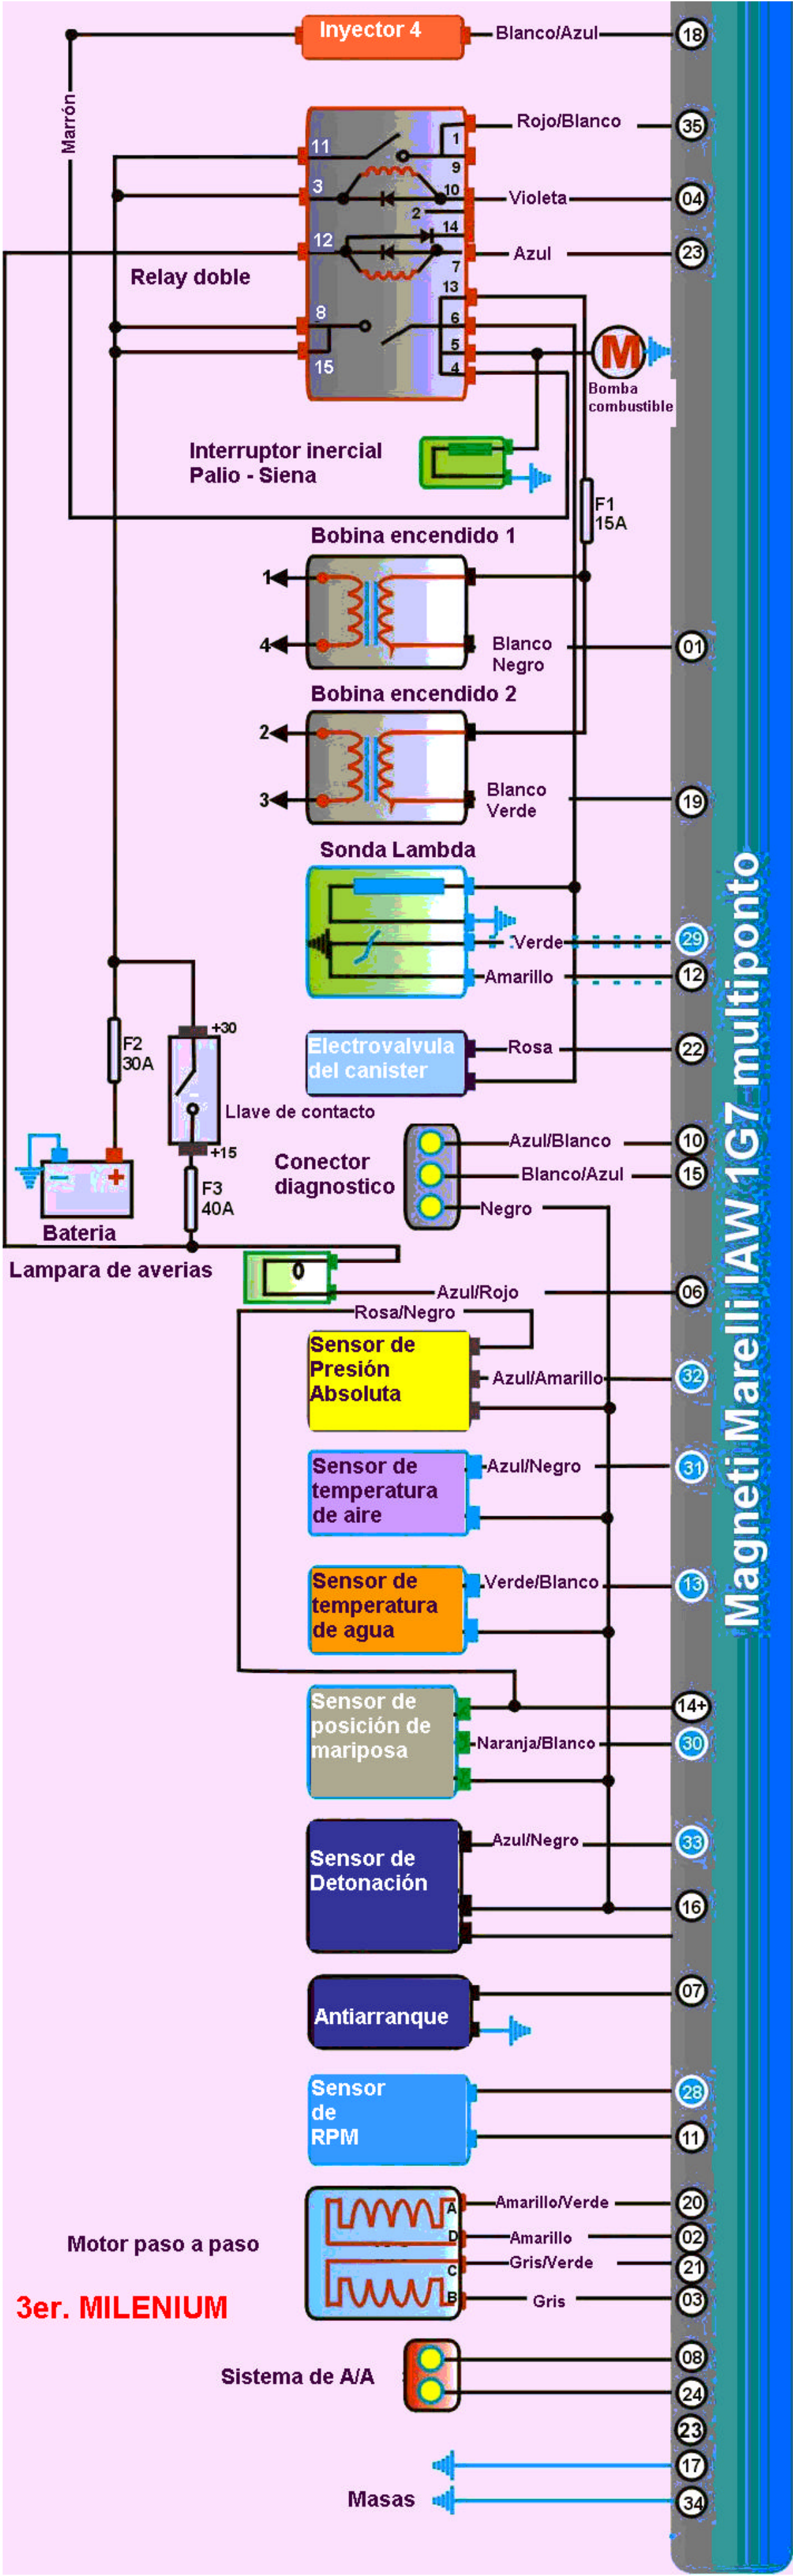 Inyector 4
Blanco/Azul
18
Marrón
Rojo/Blanco
35
11
1
9
3
10
Violeta
04
2
14
12
Azul
23
7
Relay doble
13
8
6
5
15
4
M
Bomba
combustible
Interruptor inercial
Palio - Siena
F1
15A
Bobina encendido 1
1
4
Blanco
Negro
01
Bobina encendido 2
2
3
Blanco
Verde
19
Sonda Lambda
Verde
29
Amarillo
12
Electrovalvula
del canister
Rosa
22
F2
30A
+30
Llave de contacto
+15
F3
40A
- +
Bateria
Conector
diagnostico
Azul/Blanco
10
Blanco/Azul
15
Negro
Lampara de averias
0
Azul/Rojo
06
Rosa/Negro
Sensor de
Presión
Absoluta
Azul/Amarillo
32
Sensor de
temperatura
de aire
Azul/Negro
31
Sensor de
temperatura
de agua
Verde/Blanco
13
Sensor de
posición de
mariposa
14+
Naranja/Blanco
30
Sensor de
Detonación
Azul/Negro
33
16
Antiarranque
07
Sensor
de
RPM
28
11
Motor paso a paso
A
Amarillo/Verde
20
D
Amarillo
02
C
Gris/Verde
21
B
Gris
03
3er. MILENIUM
Sistema de A/A
08
24
23
17
Masas
34
Magneti Marelli IAW 1G7 multiponto